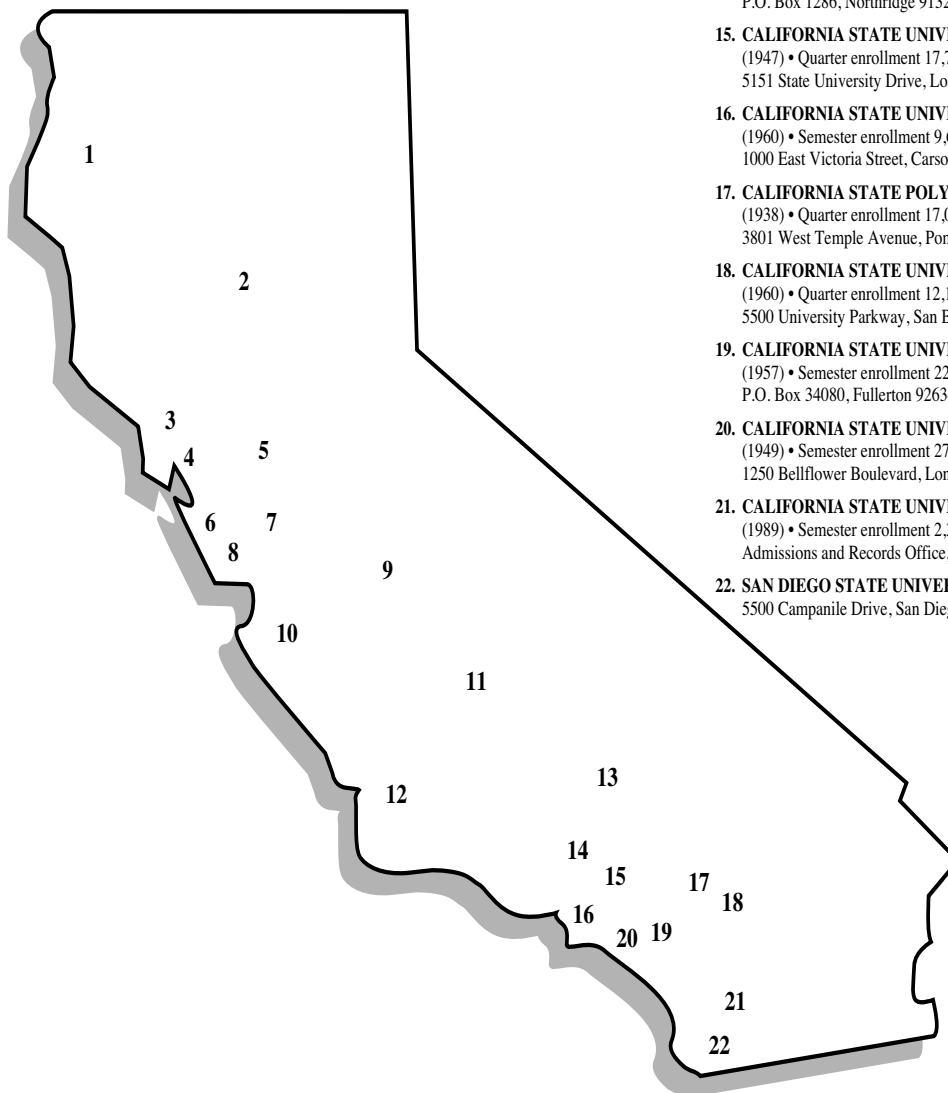 1
2
3
4
5
6
7
8
9
10
11
12
13
14
15
16
17
18
19
20
21
22
P.O. Box 1286, Northridge 9132
15. CALIFORNIA STATE UNIV
(1947) • Quarter enrollment 17,7
5151 State University Drive, Lo
16. CALIFORNIA STATE UNIV
(1960) • Semester enrollment 9,
1000 East Victoria Street, Carso
17. CALIFORNIA STATE POLY
(1938) • Quarter enrollment 17,0
3801 West Temple Avenue, Pon
18. CALIFORNIA STATE UNIV
(1960) • Quarter enrollment 12,1
5500 University Parkway, San B
19. CALIFORNIA STATE UNIV
(1957) • Semester enrollment 22
P.O. Box 34080, Fullerton 9263
20. CALIFORNIA STATE UNIV
(1949) • Semester enrollment 27
1250 Bellflower Boulevard, Lon
21. CALIFORNIA STATE UNIV
(1989) • Semester enrollment 2,
Admissions and Records Office,
22. SAN DIEGO STATE UNIVE
5500 Campanile Drive, San Die